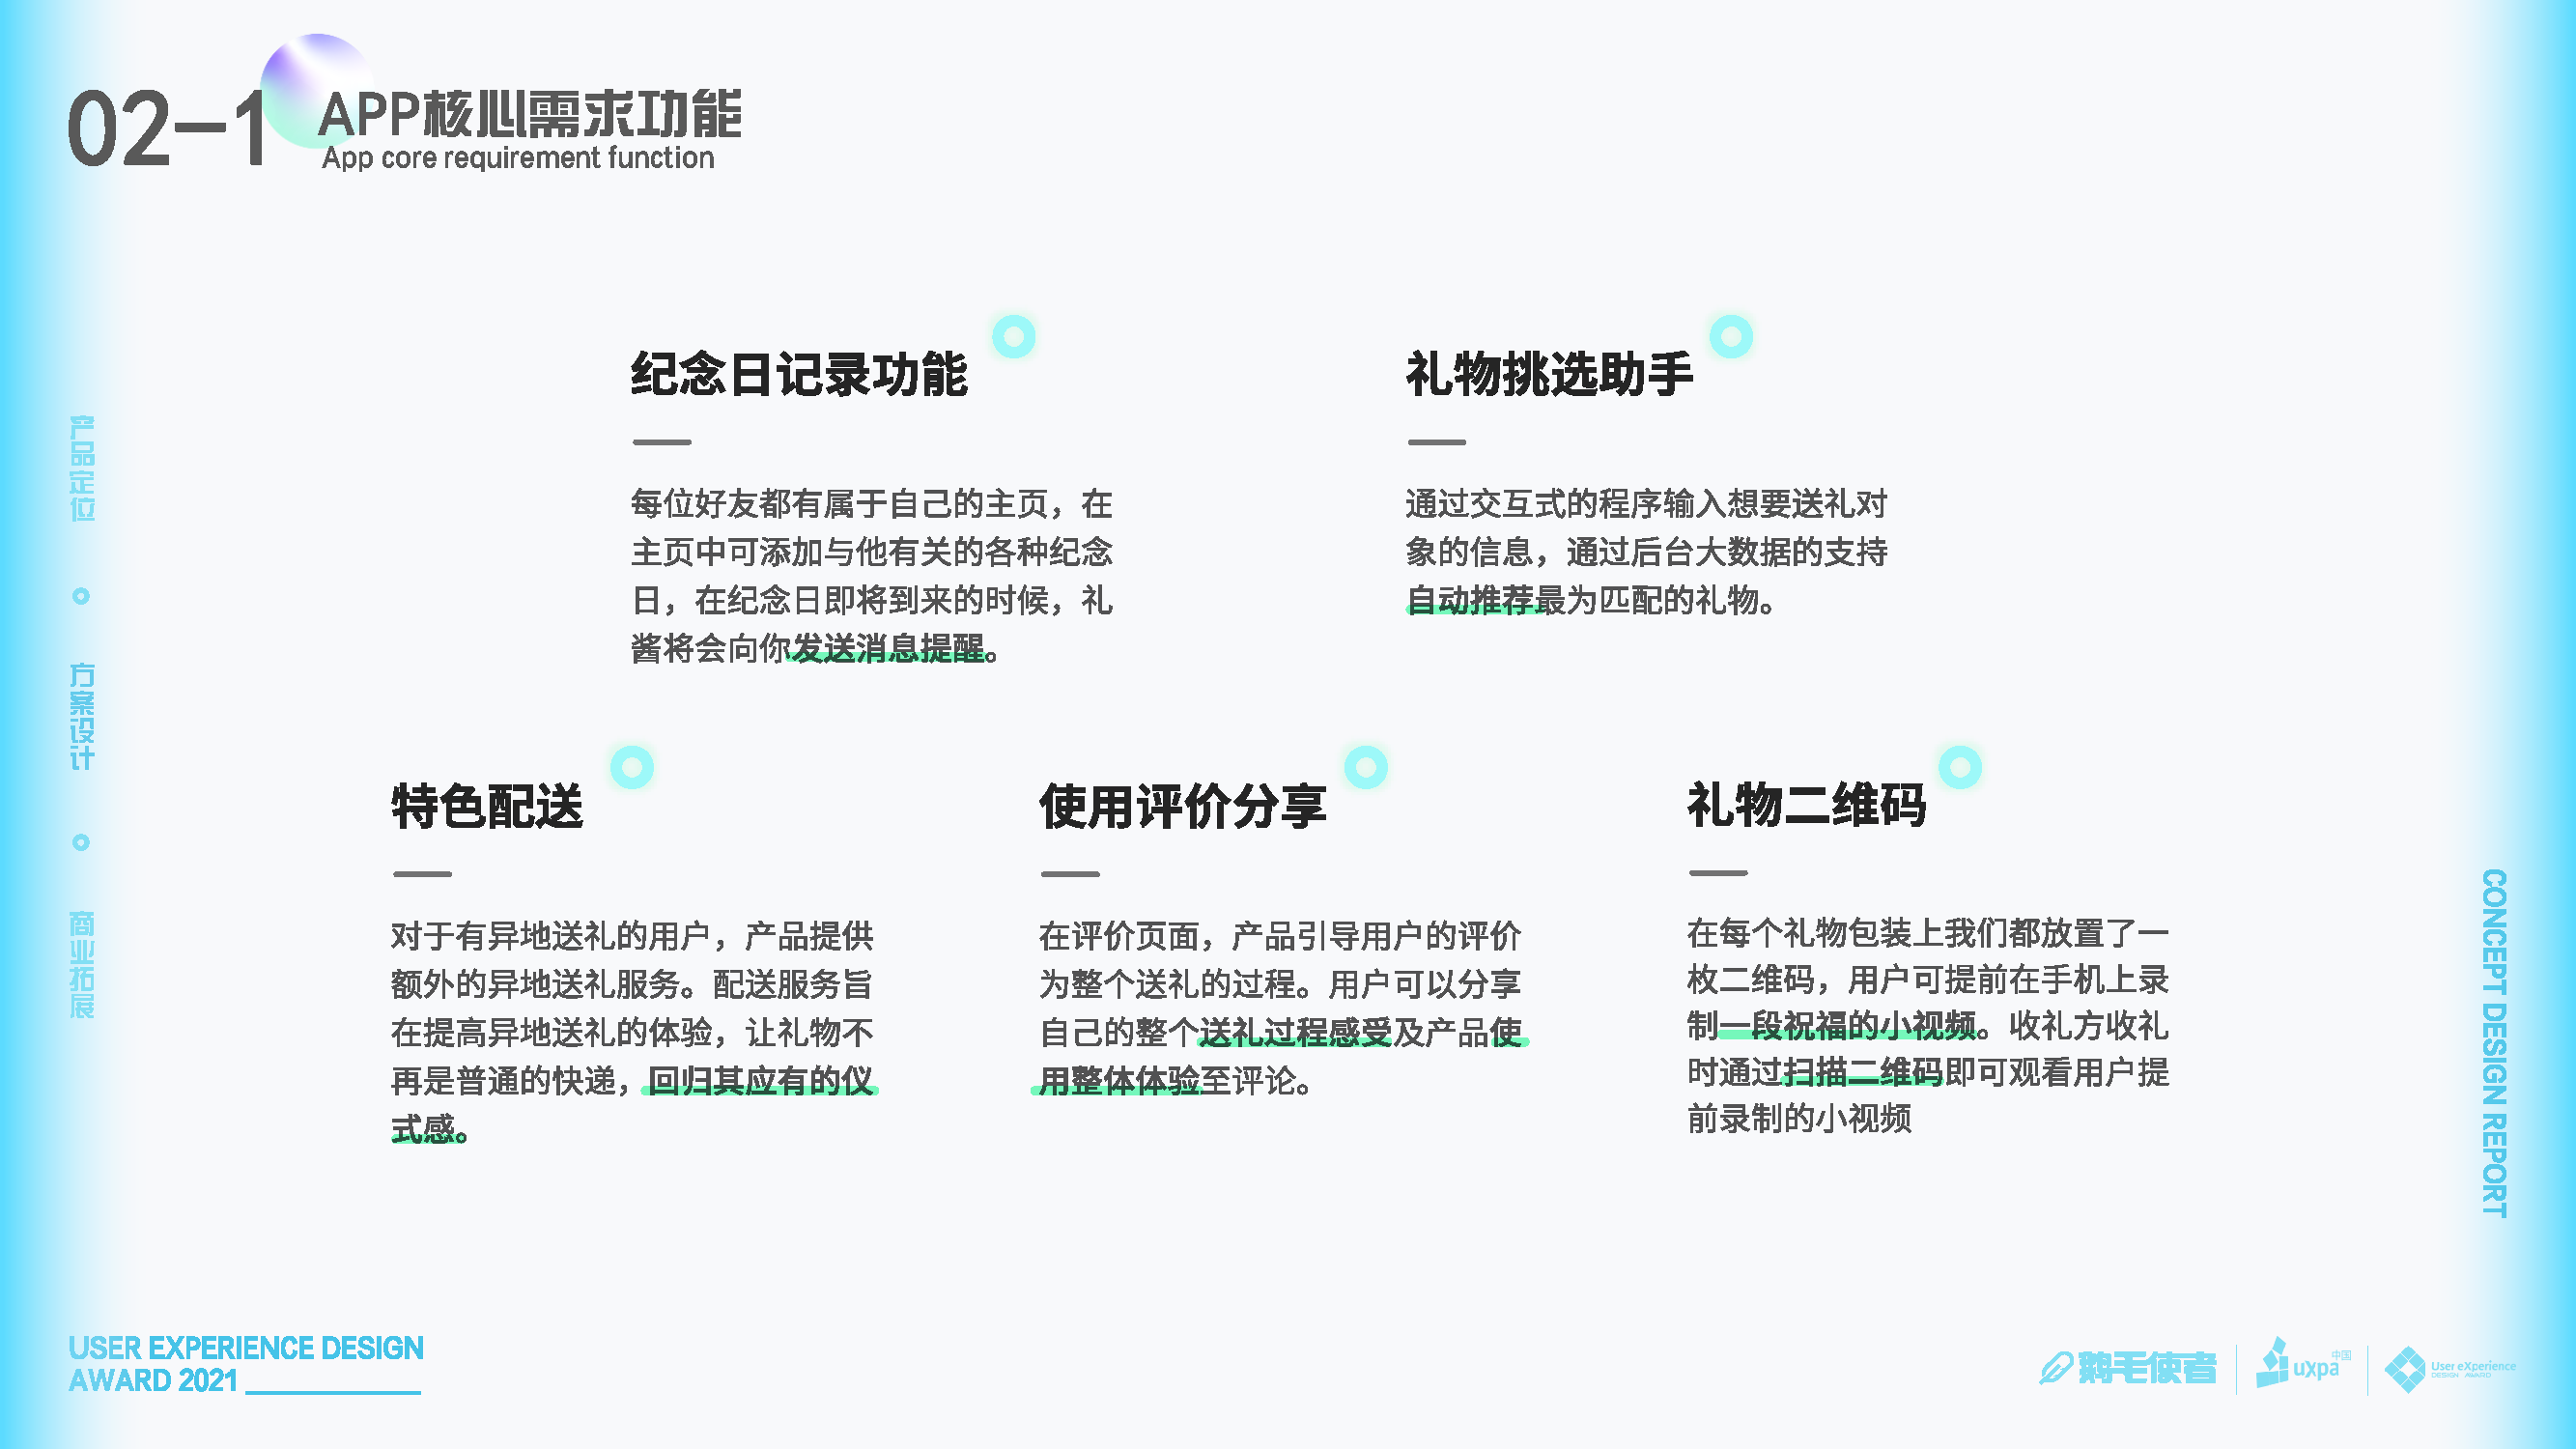 02-1
APP核心需求功能
App core requirement function
纪念日记录功能
每位好友都有属于自己的主页，在
主页中可添加与他有关的各种纪念
日，在纪念日即将到来的时候，礼
酱将会向你发送消息提醒。
礼物挑选助手
通过交互式的程序输入想要送礼对
象的信息，通过后台大数据的支持
自动推荐最为匹配的礼物。
特色配送
对于有异地送礼的用户，产品提供
额外的异地送礼服务。配送服务旨
在提高异地送礼的体验，让礼物不
再是普通的快递，回归其应有的仪
式感。
使用评价分享
在评价页面，产品引导用户的评价
为整个送礼的过程。用户可以分享
自己的整个送礼过程感受及产品使
用整体体验至评论。
礼物二维码
在每个礼物包装上我们都放置了一
枚二维码，用户可提前在手机上录
制一段祝福的小视频。收礼方收礼
时通过扫描二维码即可观看用户提
前录制的小视频
产品定位
方案设计
商业拓展
CONCEPT DESIGN REPORT
USER EXPERIENCE DESIGN
AWARD 2021
鹅毛使者
uxpa中国
User eXperience
DESIGN AWARD